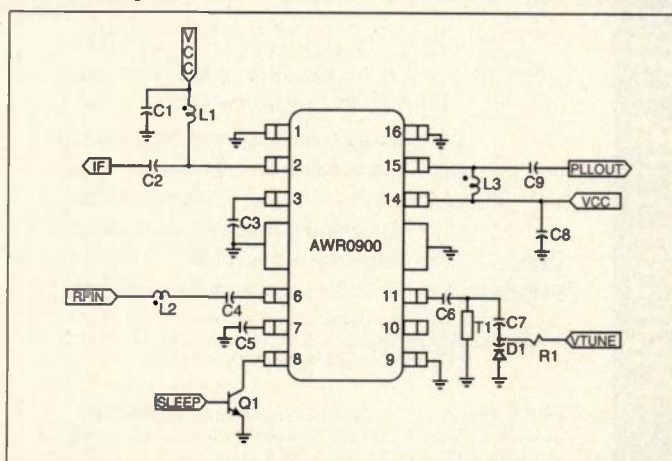 VCC
C1
L1
1
16
IF
C2
2
15
C9
PLLOUT
L3
3
14
VCC
C3
C8
AWR0900
RFIN
L2
C4
6
11
C6
C7
T1
C5
7
10
D1
R1
VTUNE
8
9
SLEEP
Q1